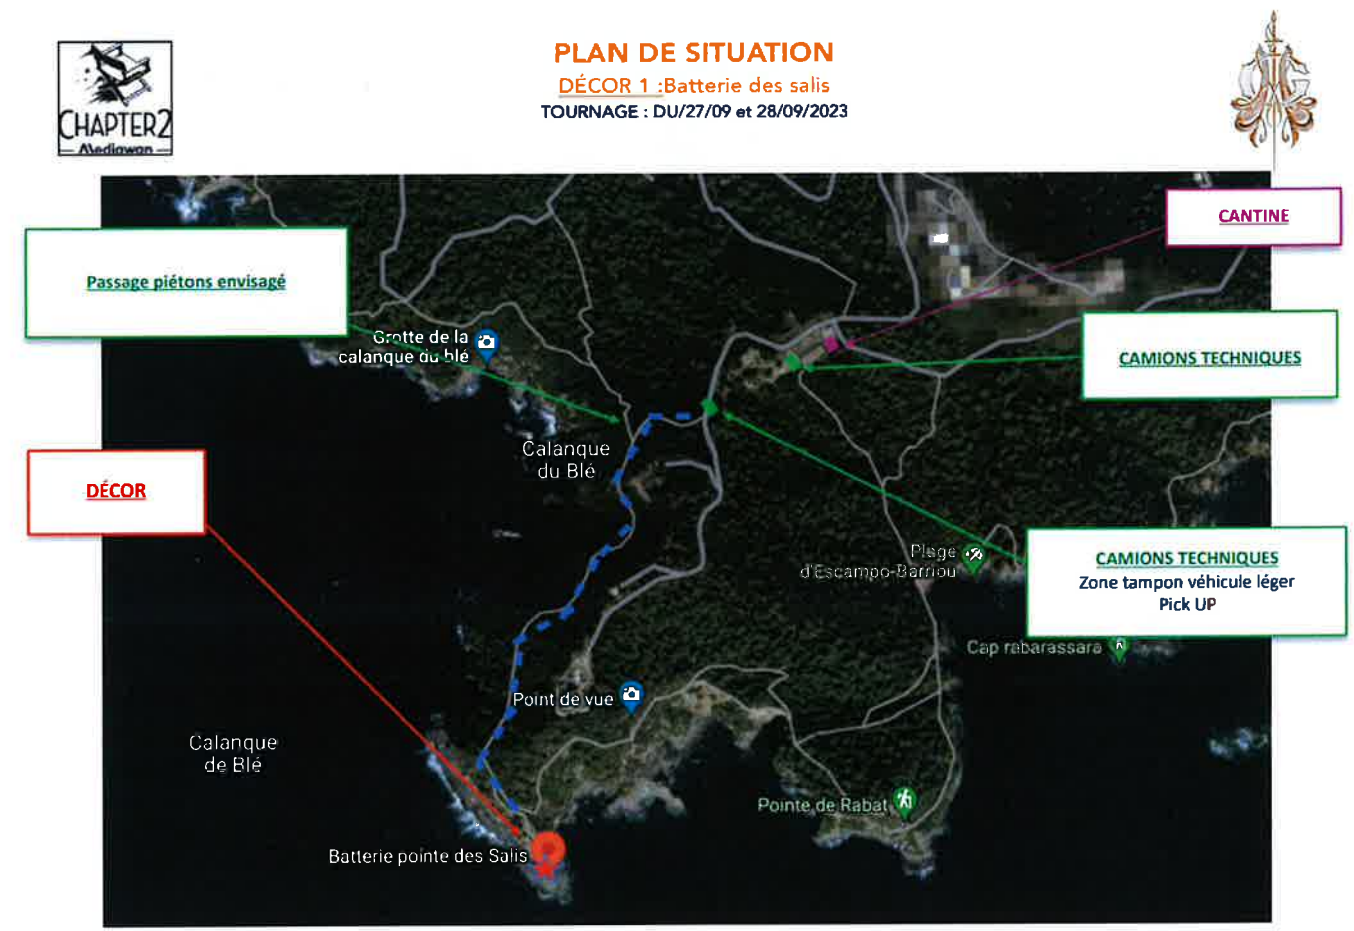 PLAN DE SITUATION
DÉCOR 1 :Batterie des salis
TOURNAGE : DU/27/09 et 28/09/2023
CHAPTER2
Mediawan
CANTINE
Passage piétons envisagé
Grotte de la
calanque du blé
CAMIONS TECHNIQUES
Calanque
du Blé
DÉCOR
Plage
d'Escampo-Barriou
CAMIONS TECHNIQUES
Zone tampon véhicule léger
Pick UP
Cap rabarassara
Point de vue
Calanque
de Blé
Pointe de Rabat
Batterie pointe des Salis